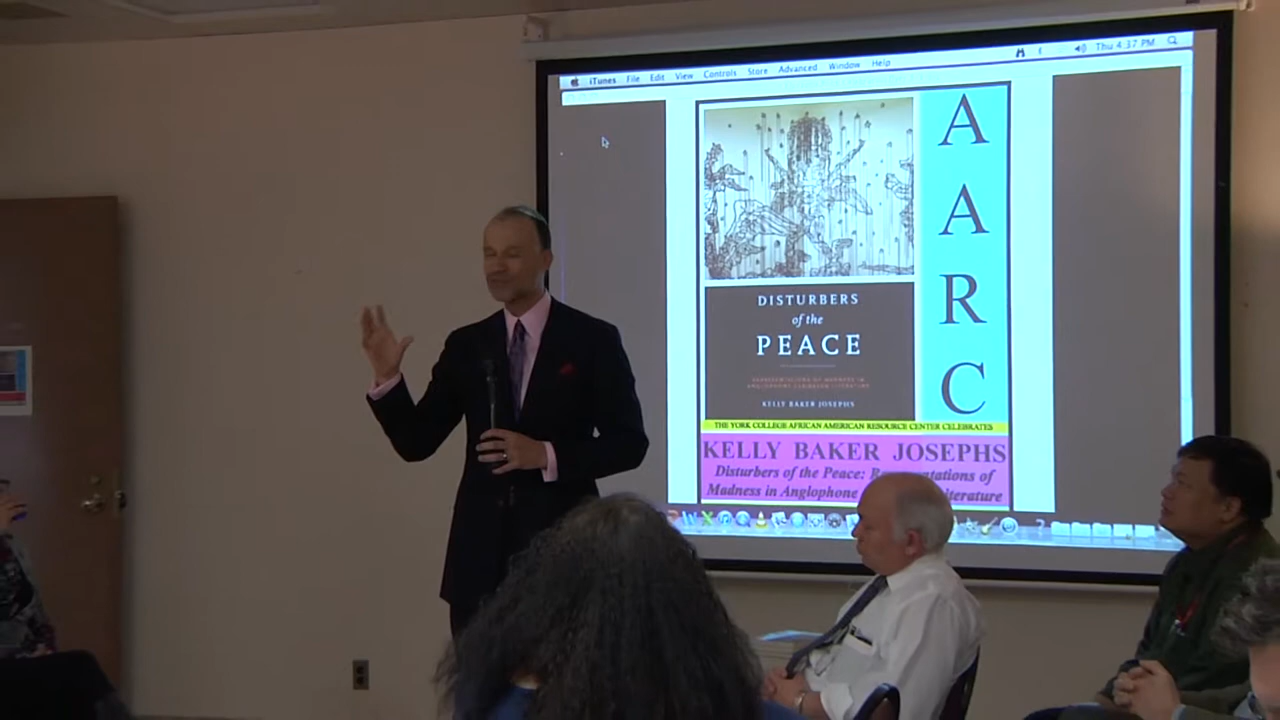 iTunes File Edit View Controls Store Advanced Window Help
Thu 4:37 PM
A
A
R
C
DISTURBERS
of the
PEACE
KELLY BAKER JOSEPHS
THE YORK COLLEGE AFRICAN AMERICAN RESOURCE CENTER CELEBRATES
KELLY BAKER JOSEPHS
Disturbers of the Peace: of
Madness in Anglophone